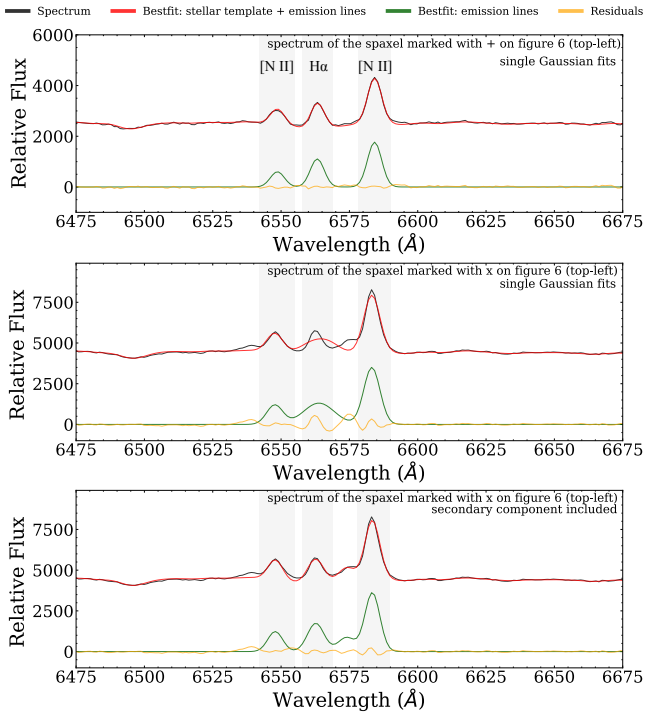 Spectrum Bestfit: stellar template + emission lines Bestfit: emission lines Residuals
6000
4000
2000
0
Relative Flux
spectrum of the spaxel marked with + on figure 6 (top-left)
single Gaussian fits
[N II] Hα [N II]
6475 6500 6525 6550 6575 6600 6625 6650 6675
Wavelength (Å)
7500
5000
2500
0
Relative Flux
spectrum of the spaxel marked with x on figure 6 (top-left)
single Gaussian fits
6475 6500 6525 6550 6575 6600 6625 6650 6675
Wavelength (Å)
7500
5000
2500
0
Relative Flux
spectrum of the spaxel marked with x on figure 6 (top-left)
secondary component included
6475 6500 6525 6550 6575 6600 6625 6650 6675
Wavelength (Å)